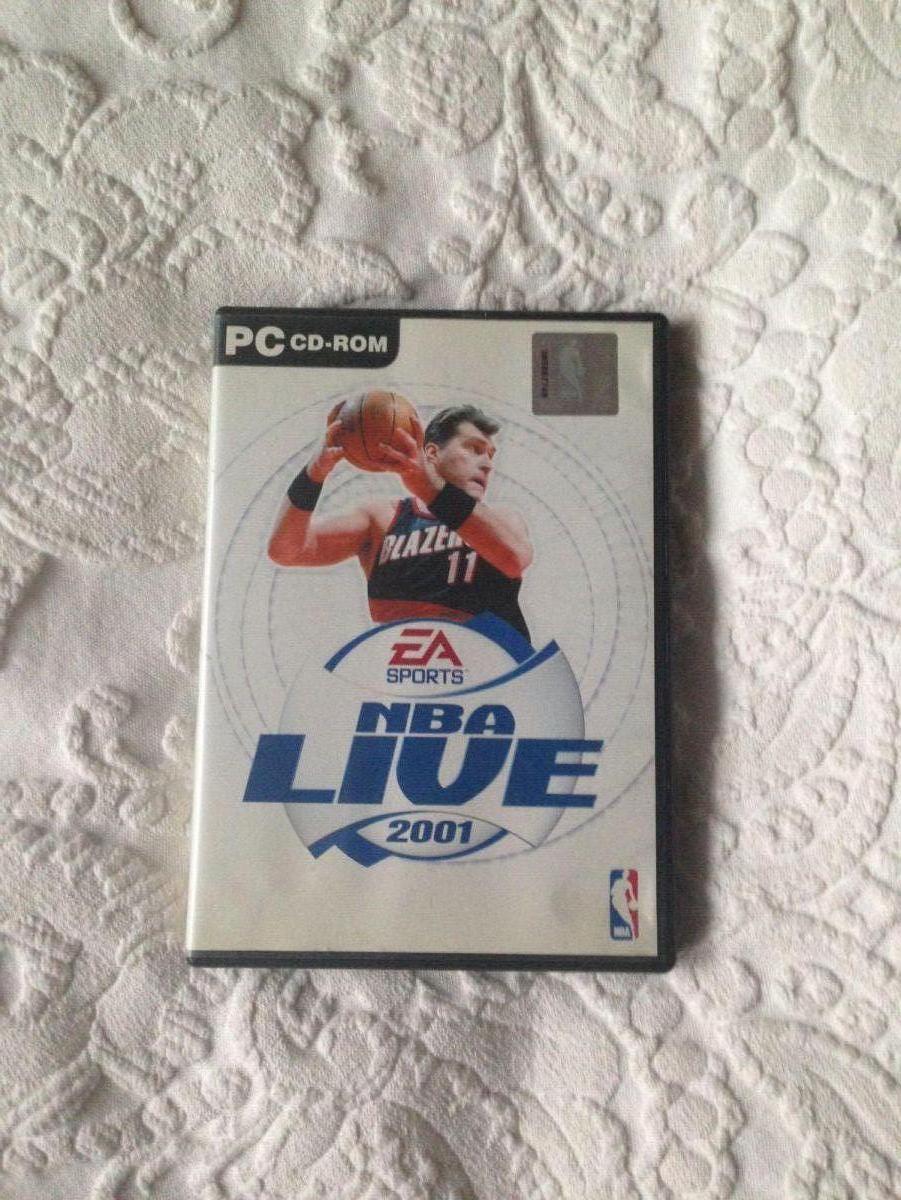 PC CD-ROM
BLAZER
11
EA
SPORTS
NBA
LIVE
2001
NBA